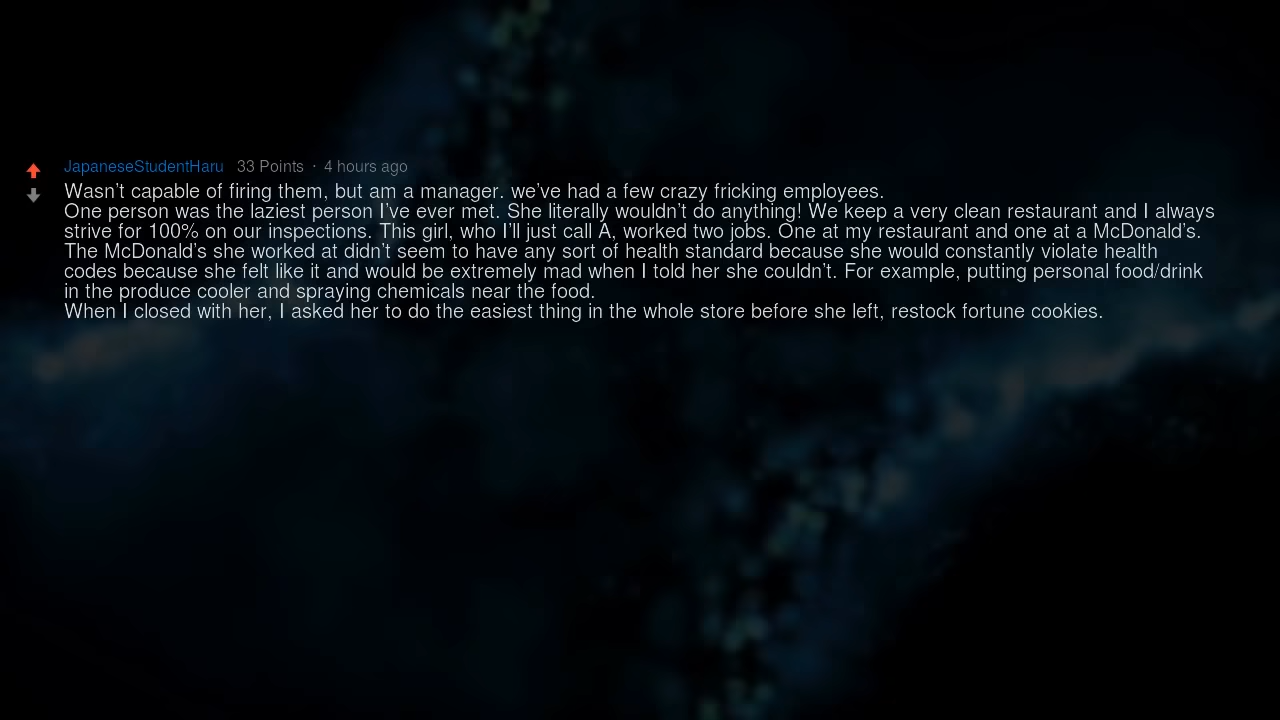 JapaneseStudentHaru 33 Points · 4 hours ago
Wasn't capable of firing them, but am a manager. we've had a few crazy fricking employees.
One person was the laziest person I've ever met. She literally wouldn't do anything! We keep a very clean restaurant and I always
strive for 100% on our inspections. This girl, who I'll just call A, worked two jobs. One at my restaurant and one at a McDonald's.
The McDonald's she worked at didn't seem to have any sort of health standard because she would constantly violate health
codes because she felt like it and would be extremely mad when I told her she couldn't. For example, putting personal food/drink
in the produce cooler and spraying chemicals near the food.
When I closed with her, I asked her to do the easiest thing in the whole store before she left, restock fortune cookies.